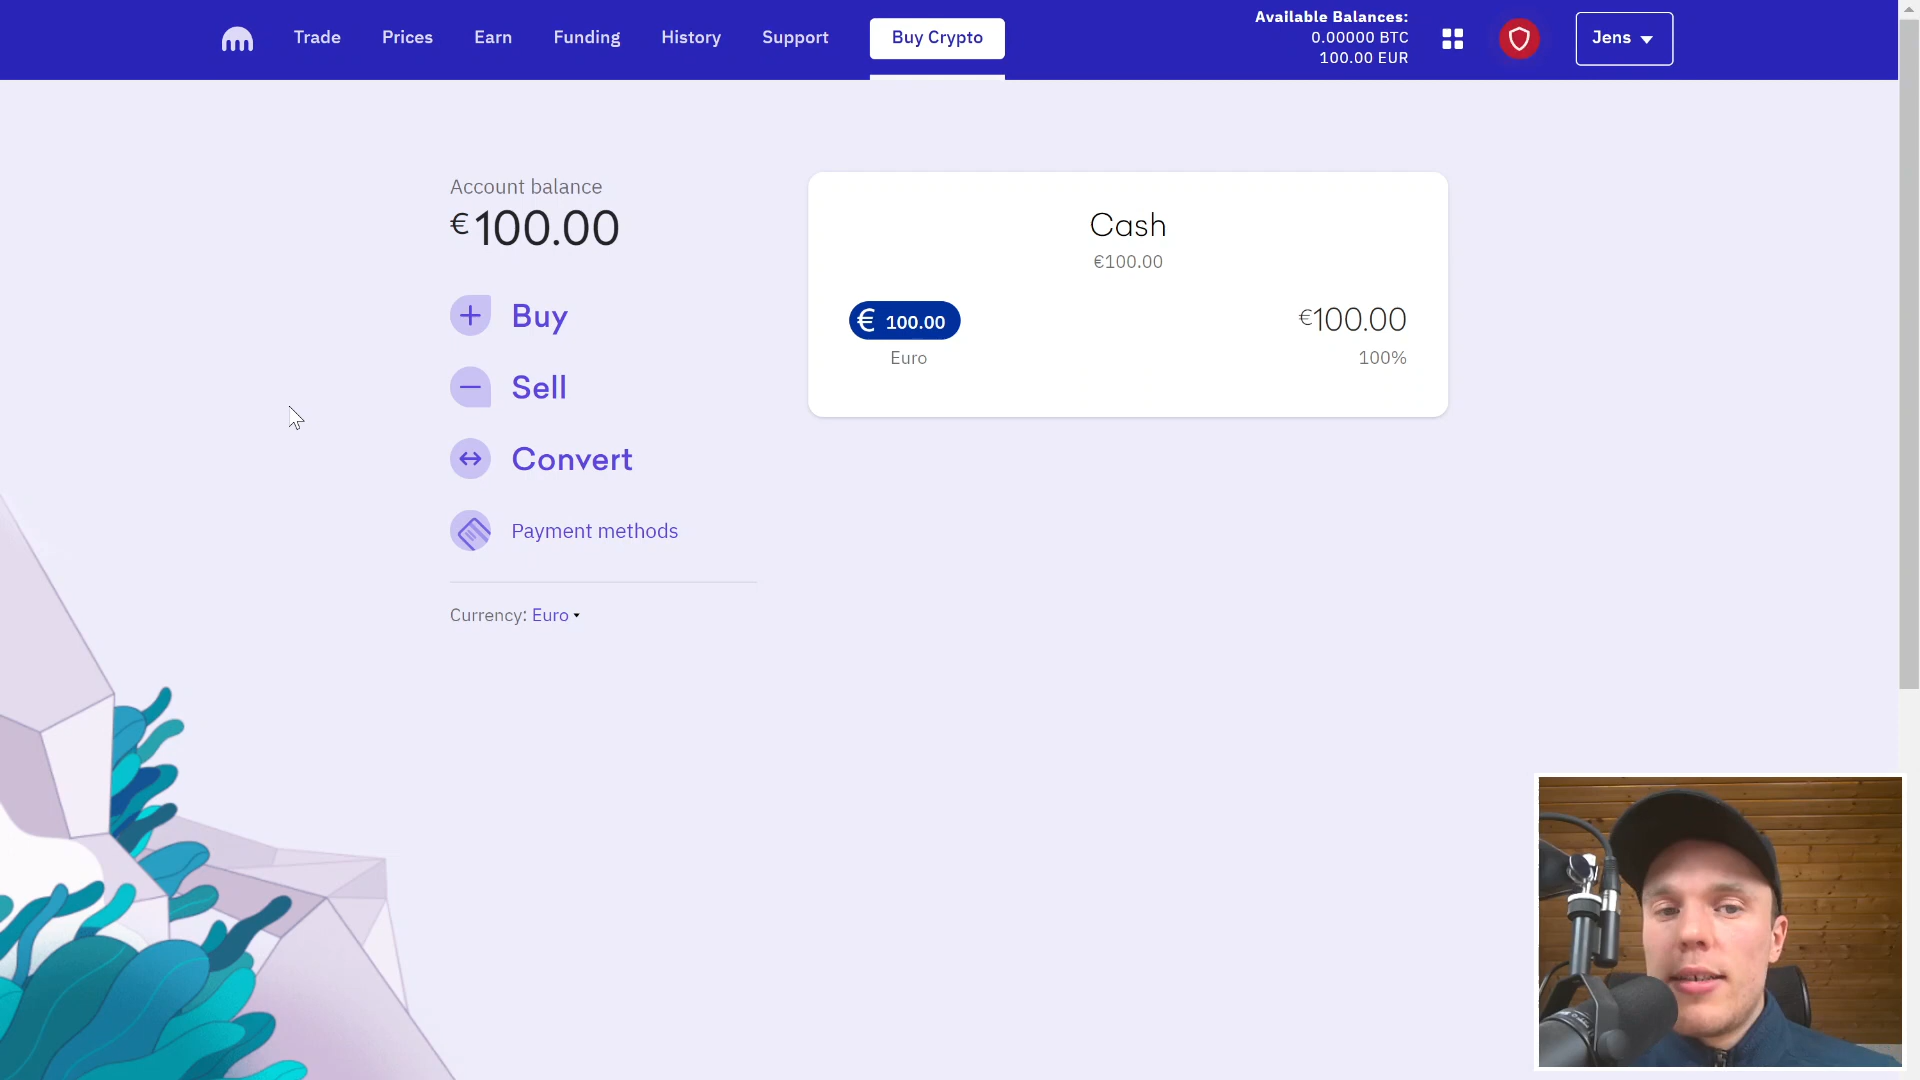 Trade
Prices
Earn
Funding
History
Support
Buy Crypto
Available Balances:
0.00000 BTC
100.00 EUR
Jens
Account balance
€100.00
Buy
Sell
Convert
Payment methods
Currency: Euro
Cash
€100.00
€ 100.00
Euro
€100.00
100%